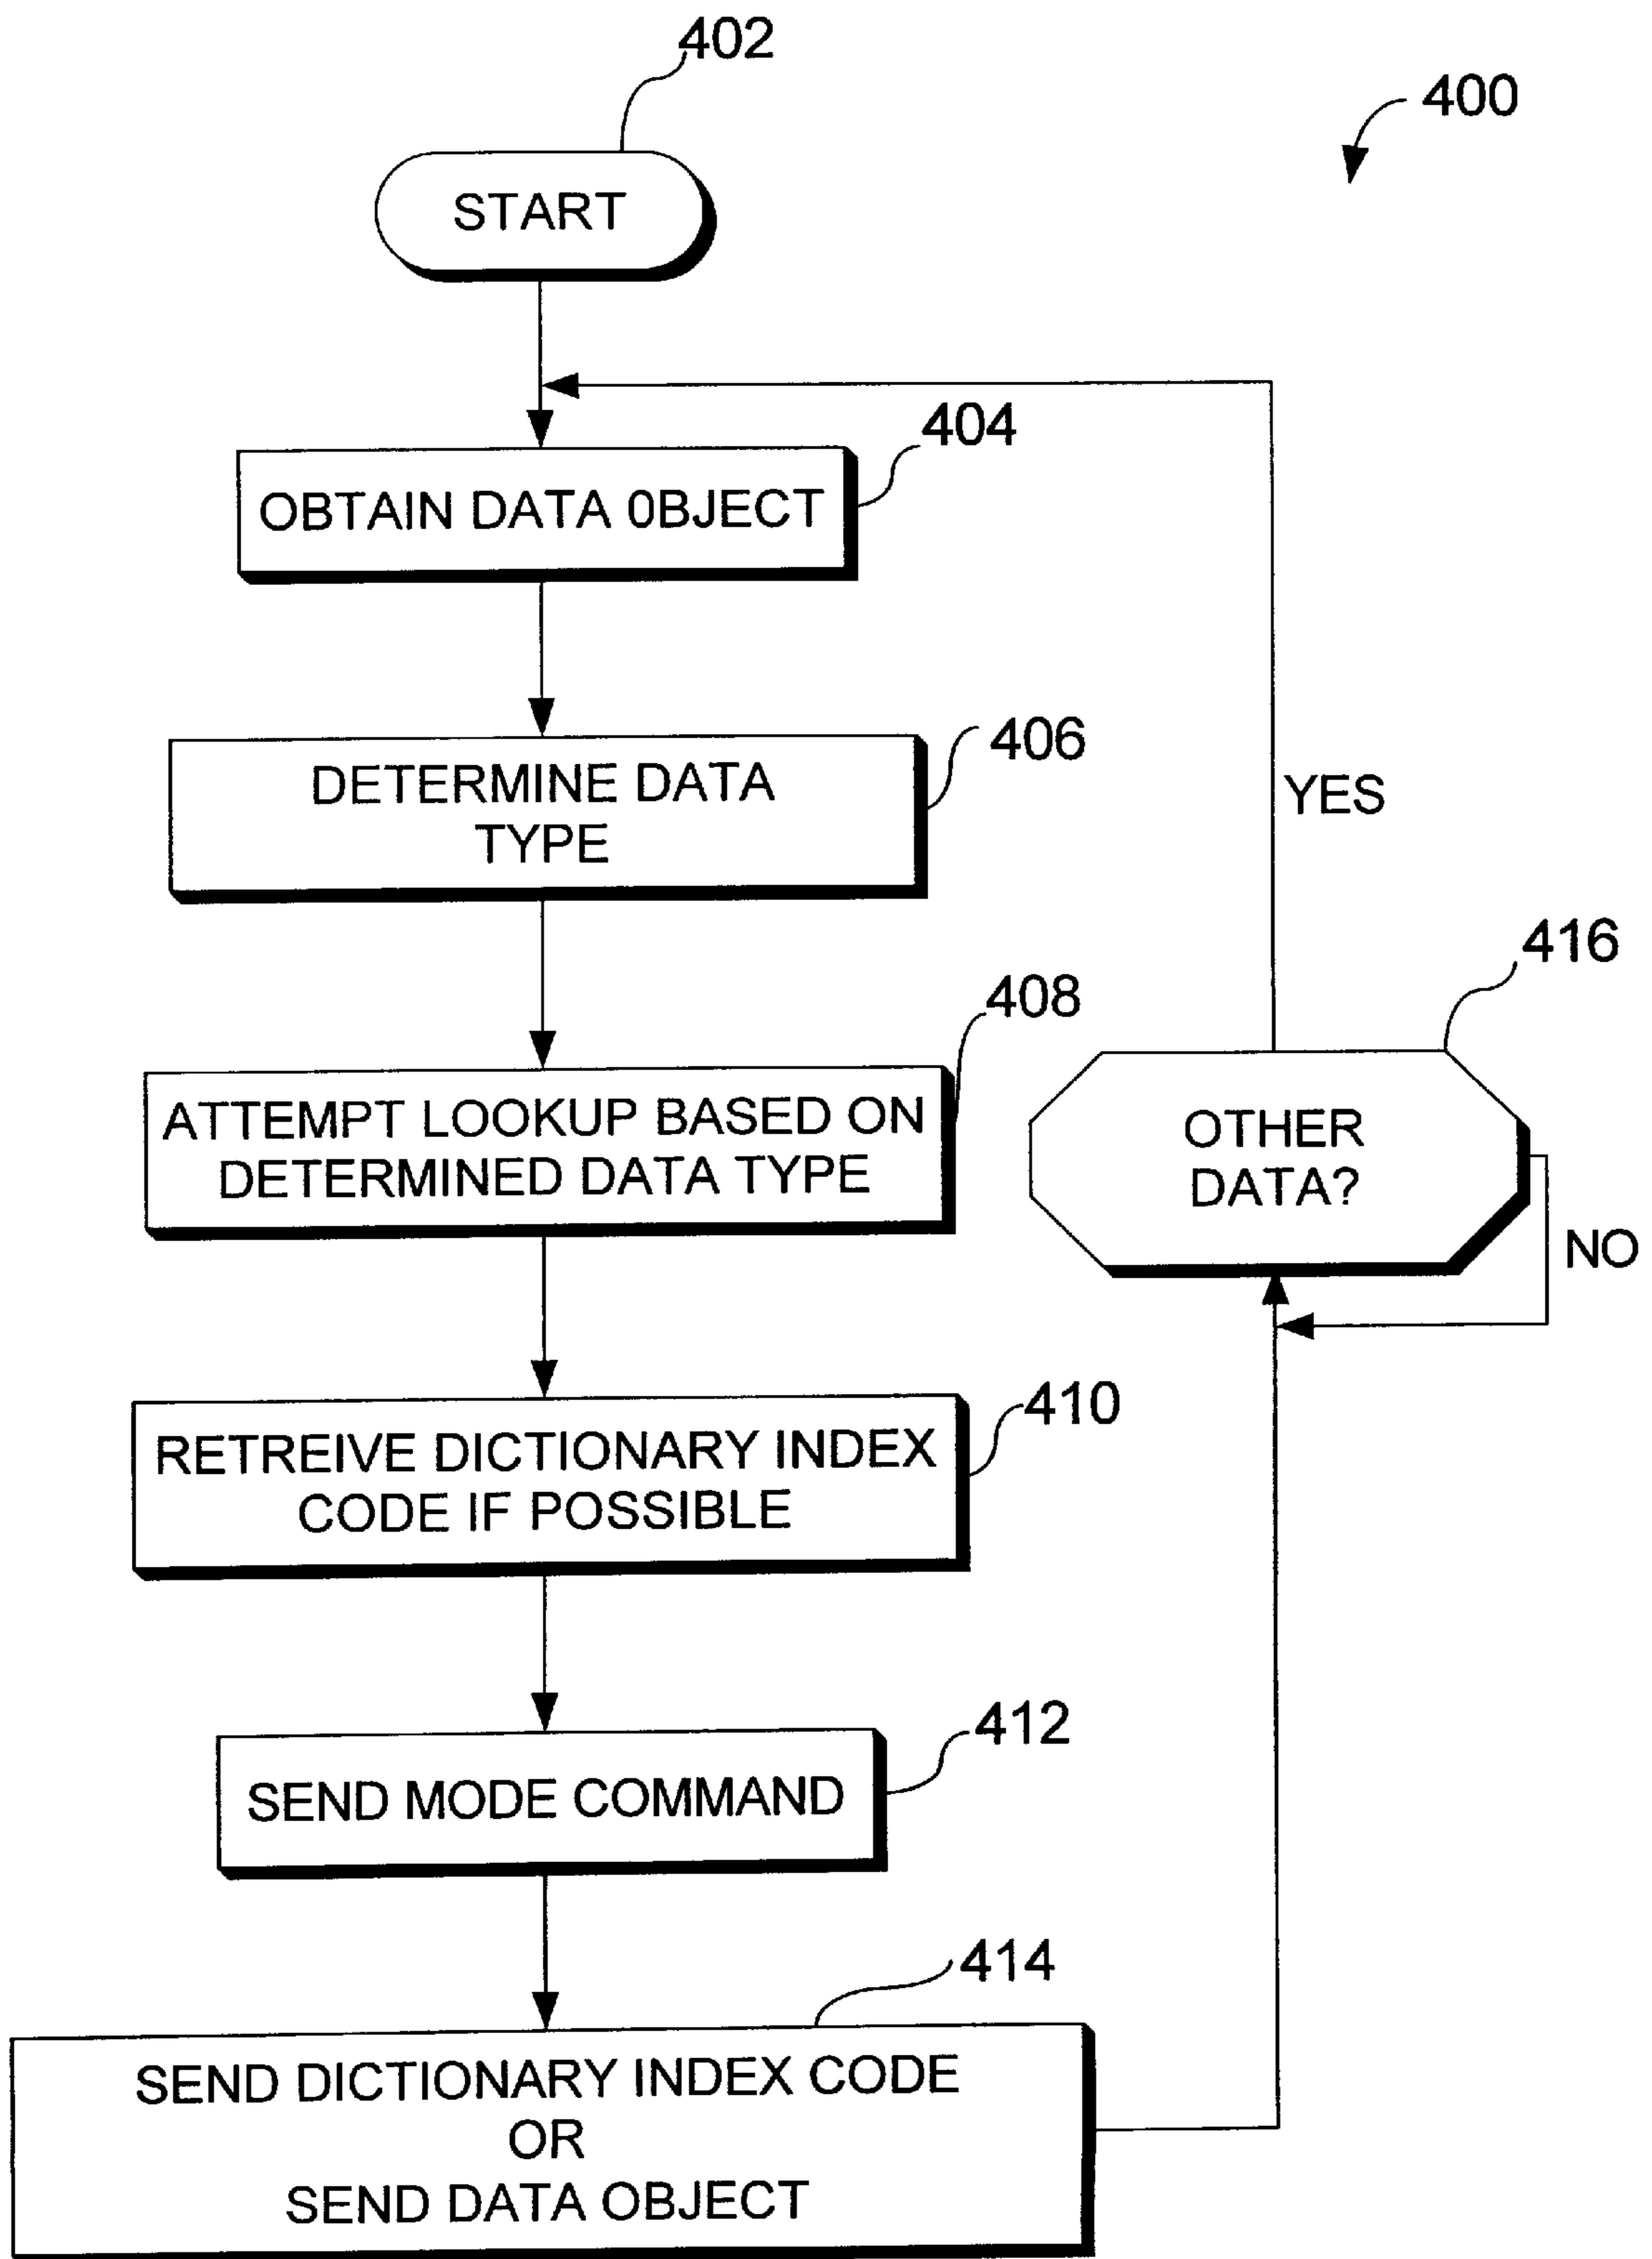 402
400
START
404
OBTAIN DATA 0BJECT
406
DETERMINE DATA
TYPE
YES
416
408
ATTEMPT LOOKUP BASED ON
DETERMINED DATA TYPE
OTHER
DATA?
NO
410
RETREIVE DICTIONARY INDEX
CODE IF POSSIBLE
412
SEND MODE COMMAND
414
SEND DICTIONARY INDEX CODE
OR
SEND DATA OBJECT